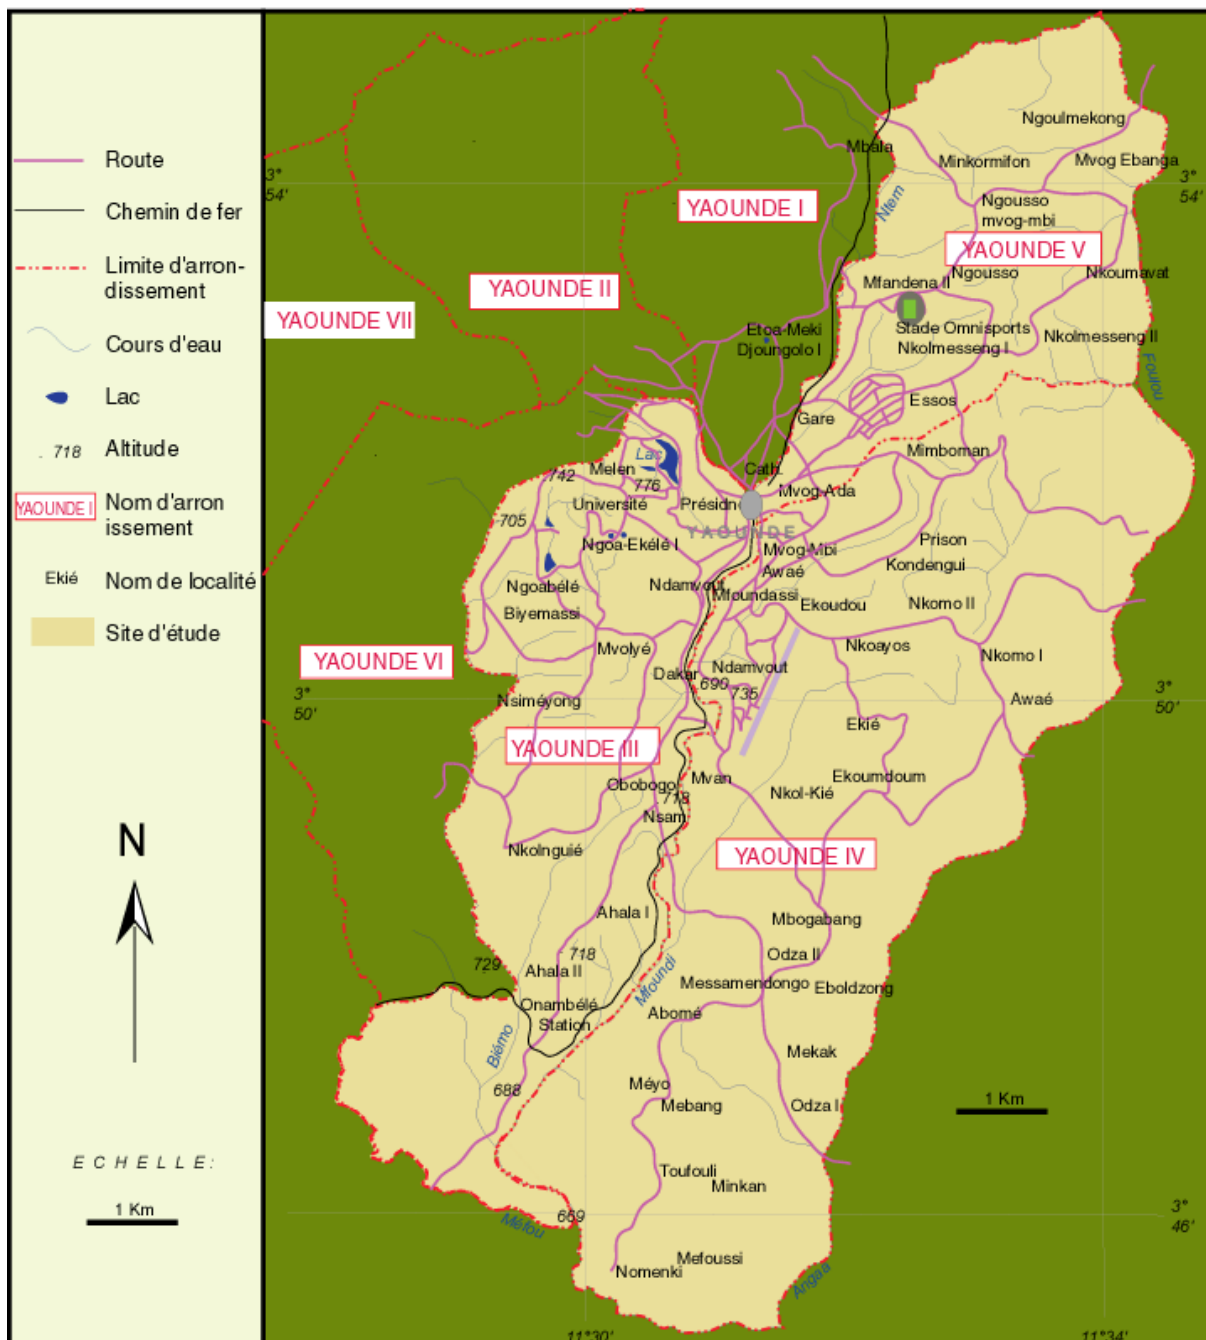 Route
Chemin de fer
Limite d'arron-
dissement
Cours d'eau
Lac
. 718 Altitude
YAOUNDE I
Nom d'arron
issement
Ekié
Nom de localité
Site d'étude
N
ECHELLE:
1 Km
Ngoulmekong
Mbala
Minkormifon
Mvog Ebanga
3°
54'
3°
54'
YAOUNDE I
Ntem
Ngousso
mvog-mbi
YAOUNDE V
Ngousso
Nkoumavat
YAOUNDE II
Mfandena II
YAOUNDE VII
Etoa-Meki
Djoungolo I
Stade Omnisports
Nkolmesseng I
Nkolmesseng II
Foulou
Essos
Gare
Mimboman
Lac
Cath.
Melen
742
776
Mvog-Ada
Université
Présidn
705
YAOUNDE
Prison
Ngoa-Ekélé I
Mvog-Mbi
Kondengui
Awaé
Ngoabélé
Ndamvout
Mfoundassi
Ekoudou
Nkomo II
Biyemassi
Mvolyé
Nkoayos
Nkomo I
YAOUNDE VI
Dakar
Ndamvout
690
735
3°
50'
3°
50'
Nsiméyong
Awaé
Ekié
YAOUNDE III
Mvan
Ekoumdoum
Obobogo
718
Nkol-Kié
Nsam
Nkolnguié
YAOUNDE IV
Ahala I
Mbogabang
718
Odza II
729
Ahala II
Mfoundi
Messamendongo
Eboldzong
Onambélé
Station
Abomé
Biémo
Mekak
688
Méyo
Mebang
Odza I
1 Km
Toufouli
Minkan
669
Méfou
3°
46'
Mefoussi
Nomenki
Angaa
11°30'
11°34'